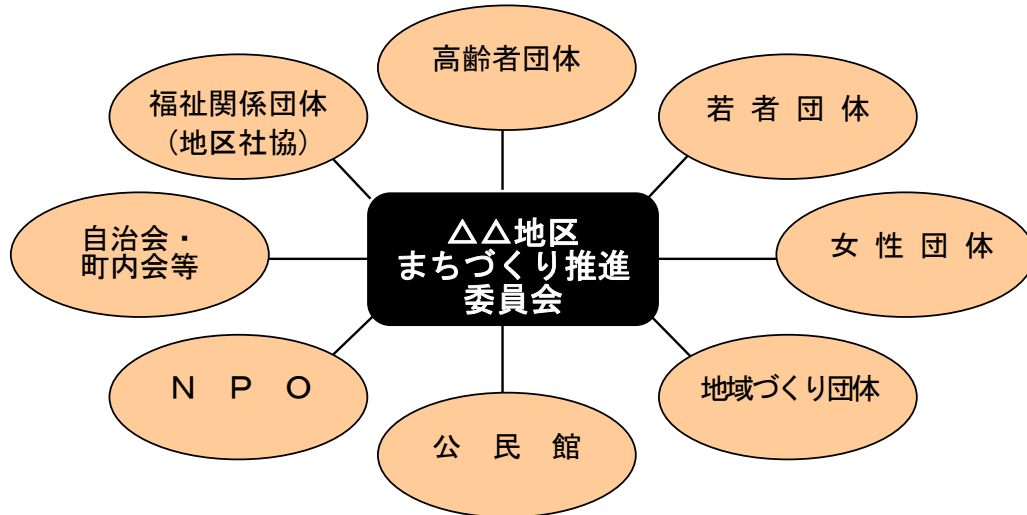 高齢者団体
福祉関係団体
（地区社協）
若 者 団 体
自治会・
町内会等
△△地区
まちづくり推進
委員会
女 性 団 体
Ｎ Ｐ Ｏ
地域づくり団体
公 民 館